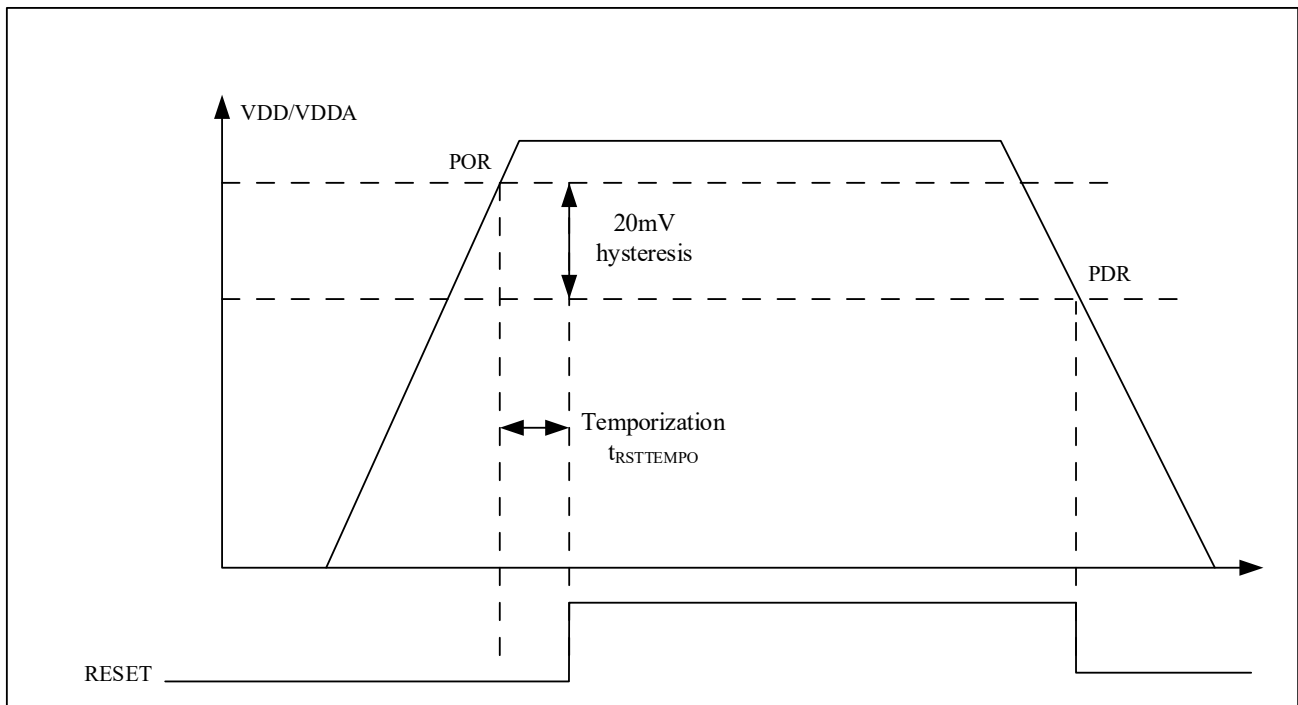 VDD/VDDA
POR
20mV
hysteresis
PDR
Temporization
tRSTTEMPO
RESET